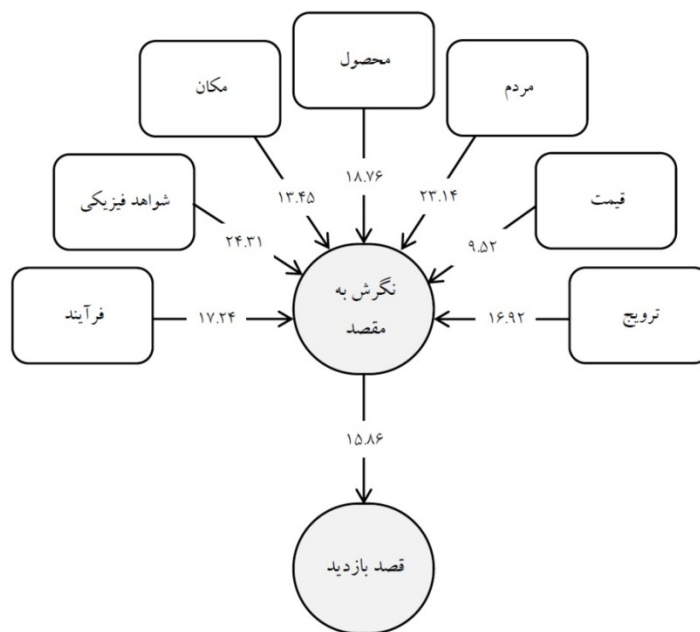 محصول
مردم
مکان
قیمت
شواهد فیزیکی
ترویج
فرآیند
۱۸.۷۶
۲۳.۱۴
۱۳.۴۵
۹.۵۲
۲۴.۳۱
۱۶.۹۲
۱۷.۲۴
نگرش به
مقصد
۱۵.۸۶
قصد بازدید